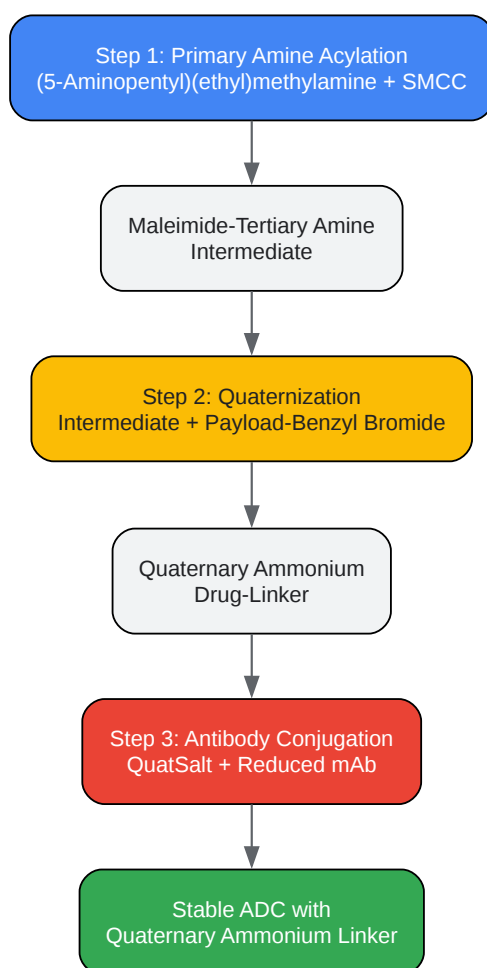 Step 1: Primary Amine Acylation
(5-Aminopentyl)(ethyl)methylamine + SMCC
Maleimide-Tertiary Amine
Intermediate
Step 2: Quaternization
Intermediate + Payload-Benzyl Bromide
Quaternary Ammonium
Drug-Linker
Step 3: Antibody Conjugation
QuatSalt + Reduced mAb
Stable ADC with
Quaternary Ammonium Linker